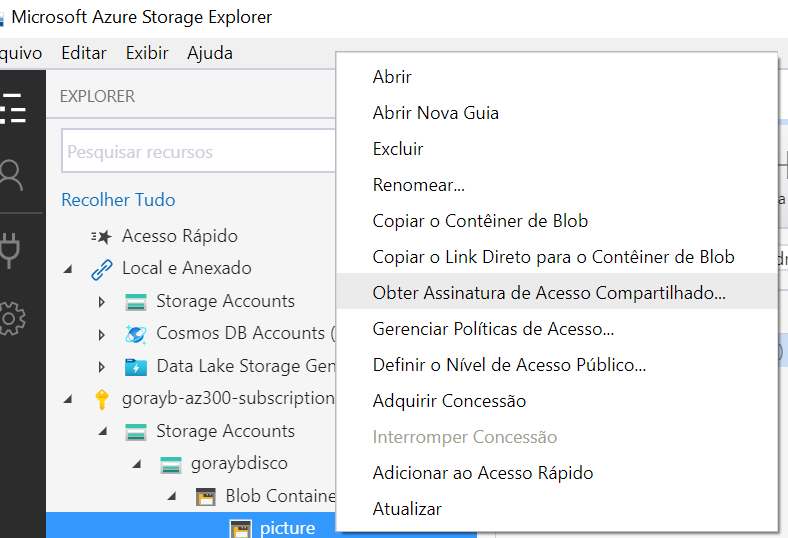 Microsoft Azure Storage Explorer
quivo Editar Exibir Ajuda
EXPLORER
Pesquisar recursos
Recolher Tudo
Acesso Rápido
Local e Anexado
Storage Accounts
Cosmos DB Accounts (
Data Lake Storage Gen
gorayb-az300-subscription
Storage Accounts
goraybdisco
Blob Containe
picture
Abrir
Abrir Nova Guia
Excluir
Renomear...
Copiar o Contêiner de Blob
Copiar o Link Direto para o Contêiner de Blob
Obter Assinatura de Acesso Compartilhado...
Gerenciar Políticas de Acesso...
Definir o Nível de Acesso Público...
Adquirir Concessão
Interromper Concessão
Adicionar ao Acesso Rápido
Atualizar